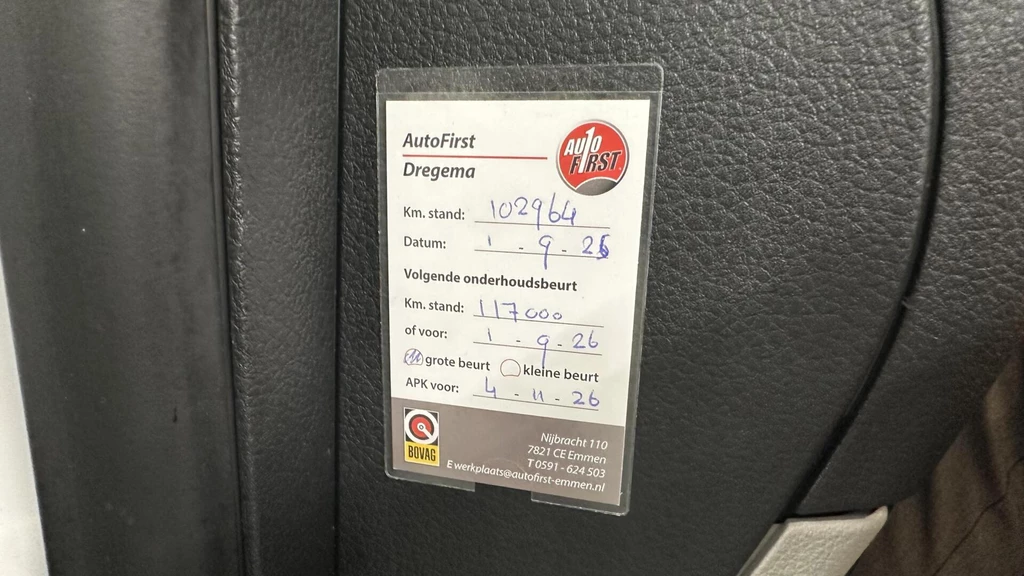 AutoFirst
Dregema
AUTO FIRST
Km. stand: 102964
Datum: 1 - 9 - 25
Volgende onderhoudsbeurt
Km. stand: 117000
of voor: 1 - 9 - 26
grote beurt kleine beurt
APK voor: 4 - 11 - 26
BOVAG
Nijbracht 110
7821 CE Emmen
T 0591 - 624 503
E werkplaats@autofirst-emmen.nl